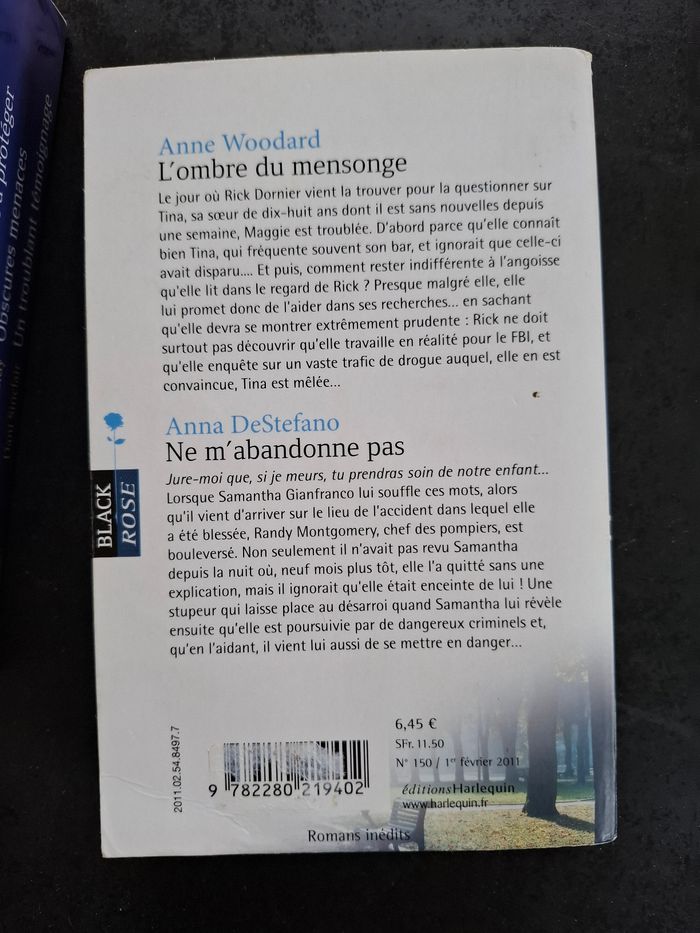 Anne Woodard
L'ombre du mensonge
Le jour où Rick Dornier vient la trouver pour la questionner sur
Tina, sa sœur de dix-huit ans dont il est sans nouvelles depuis
une semaine, Maggie est troublée. D'abord parce qu'elle connaît
bien Tina, qui fréquente souvent son bar, et ignorait que celle-ci
avait disparu.... Et puis, comment rester indifférente à l'angoisse
qu'elle lit dans le regard de Rick ? Presque malgré elle, elle
lui promet donc de l'aider dans ses recherches... en sachant
qu'elle devra se montrer extrêmement prudente : Rick ne doit
surtout pas découvrir qu'elle travaille en réalité pour le FBI, et
qu'elle enquête sur un vaste trafic de drogue auquel, elle en est
convaincue, Tina est mêlée...
Anna DeStefano
Ne m'abandonne pas
Jure-moi que, si je meurs, tu prendras soin de notre enfant...
Lorsque Samantha Gianfranco lui souffle ces mots, alors
qu'il vient d'arriver sur le lieu de l'accident dans lequel elle
a été blessée, Randy Montgomery, chef des pompiers, est
bouleversé. Non seulement il n'avait pas revu Samantha
depuis la nuit où, neuf mois plus tôt, elle l'a quitté sans une
explication, mais il ignorait qu'elle était enceinte de lui ! Une
stupeur qui laisse place au désarroi quand Samantha lui révèle
ensuite qu'elle est poursuivie par de dangereux criminels et,
qu'en l'aidant, il vient lui aussi de se mettre en danger...
BLACK
ROSE
2011.02.54.8497.7
9 782280 219402
6,45 €
SFr. 11.50
N° 150 / 1er février 2011
éditionsHarlequin
www.harlequin.fr
Romans inédits
protéger
Obscures menaces
Sinclair Un troublant témoignage